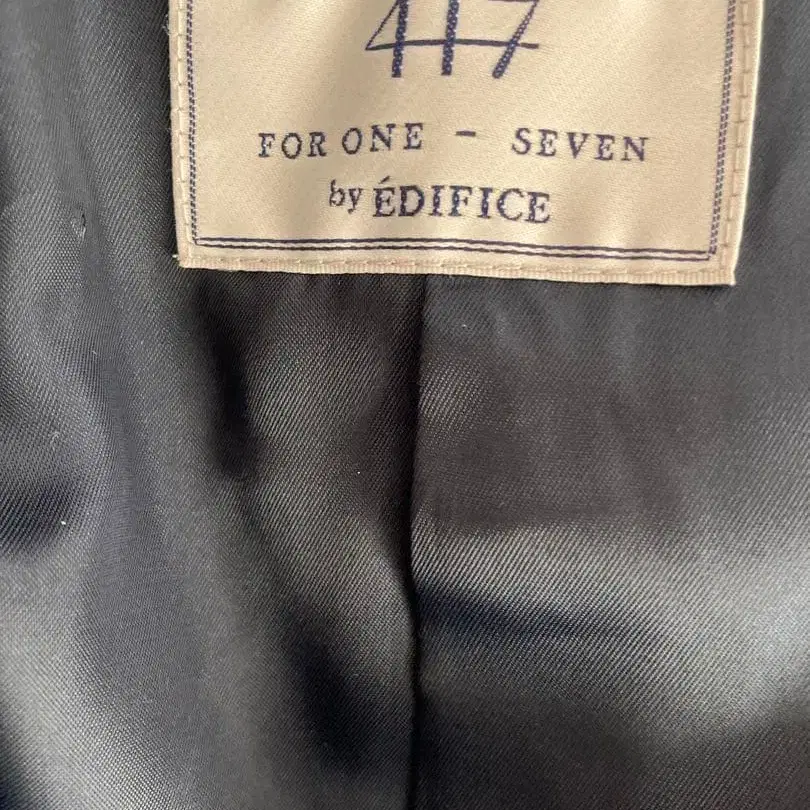 417
FOR ONE - SEVEN
by ÉDIFICE